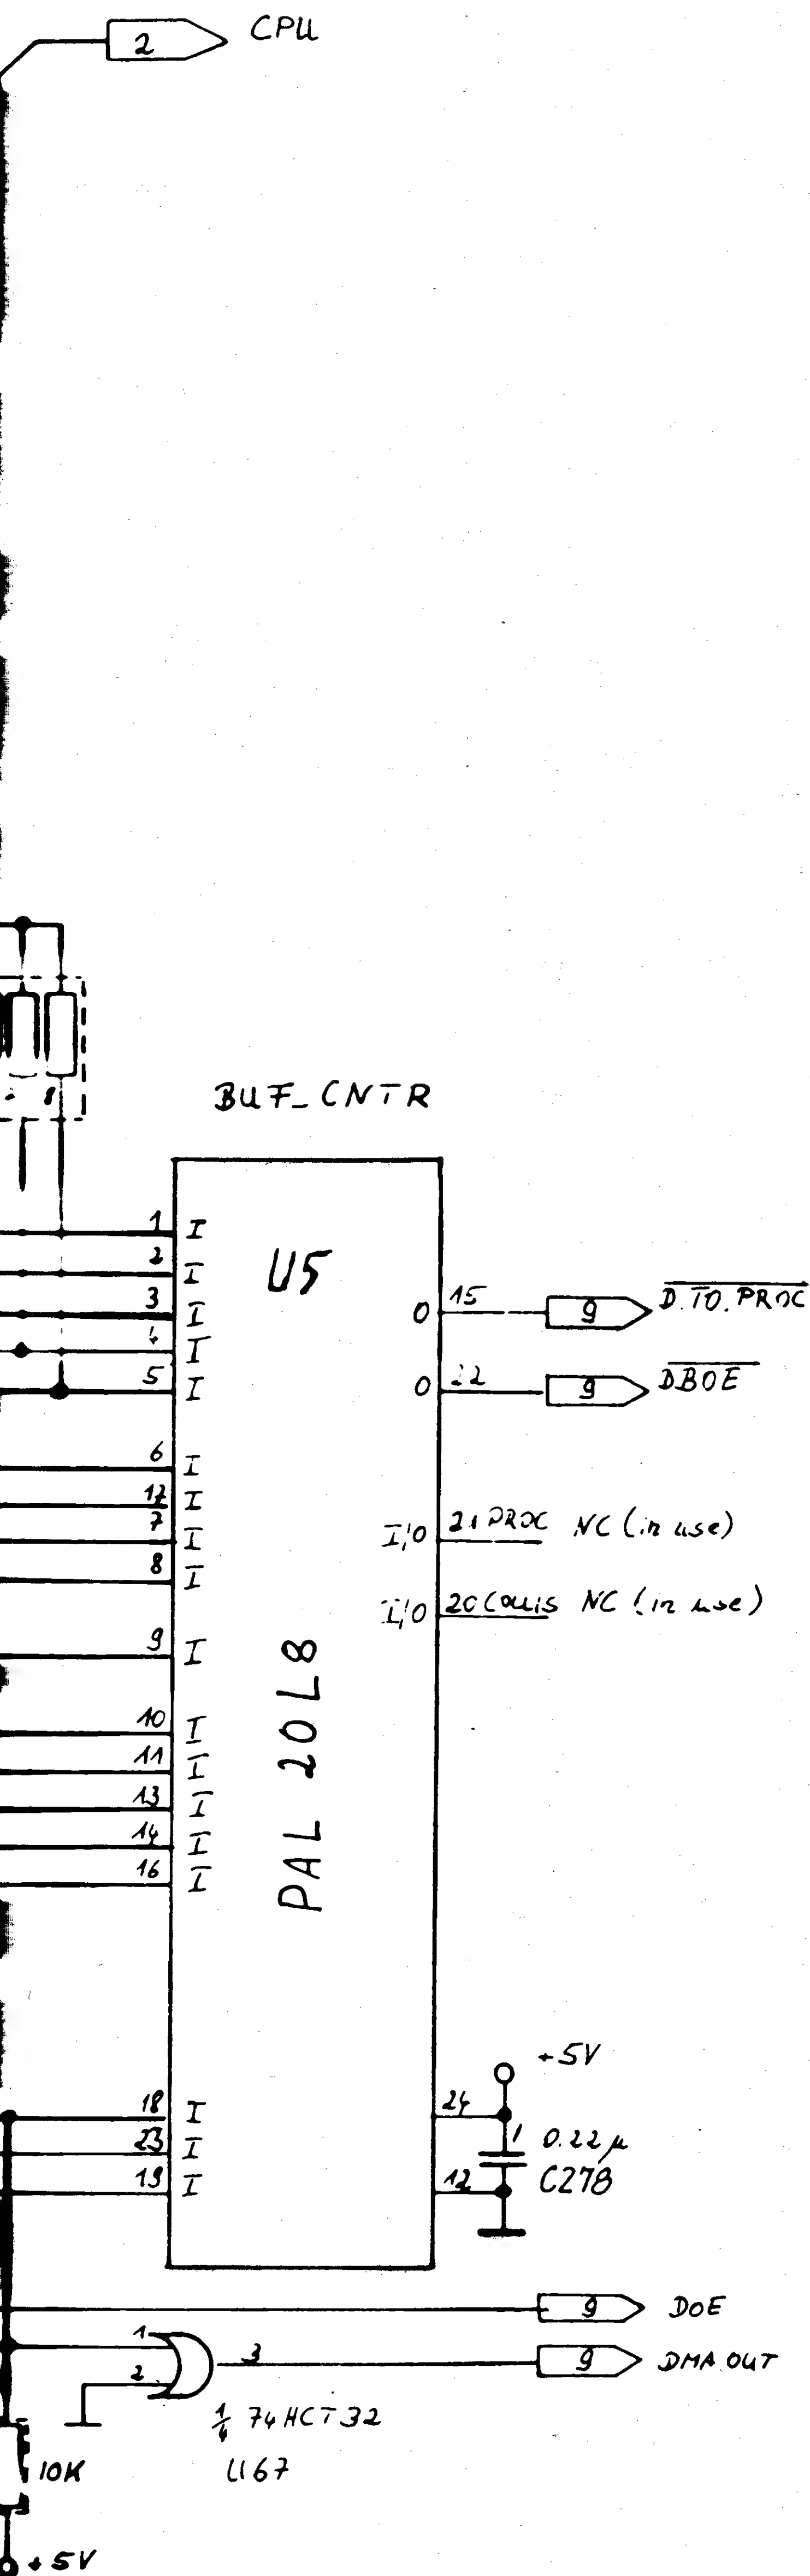 2 CPU
8
BUF_CNTR
U5
PAL 20L8
1 I
2 I
3 I
4 I
5 I
6 I
17 I
7 I
8 I
9 I
10 I
11 I
13 I
14 I
16 I
18 I
23 I
19 I
O 15 9 D.TO.PROC
O 22 9 DBOE
I/O 21 PROC NC (in use)
I/O 20 NC (in use)
+5V
24
0.22µ
12 C278
9 DOE
1
2
3 9 DMA OUT
1/4 74HCT32
U67
10K
+5V